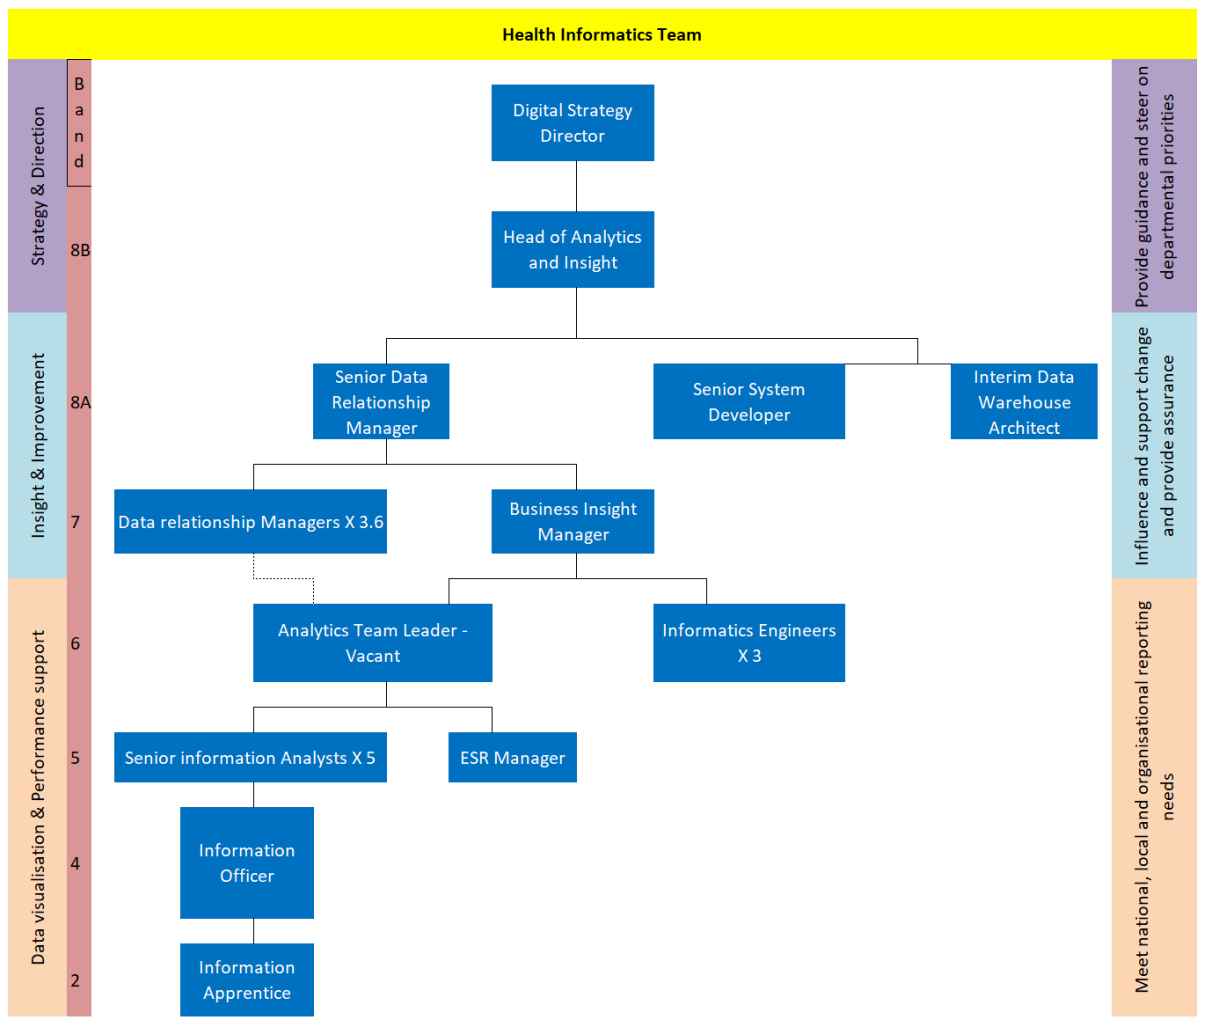 Health Informatics Team
Strategy & Direction
B
a
n
d
Digital Strategy
Director
Provide guidance and steer on
departmental priorities
8B
Head of Analytics
and Insight
Insight & Improvement
8A
Senior Data
Relationship
Manager
Senior System
Developer
Interim Data
Warehouse
Architect
Influence and support change
and provide assurance
7
Data relationship Managers X 3.6
Business Insight
Manager
Data visualisation & Performance support
6
Analytics Team Leader -
Vacant
Informatics Engineers
X 3
Meet national, local and organisational reporting
needs
5
Senior information Analysts X 5
ESR Manager
4
Information
Officer
2
Information
Apprentice